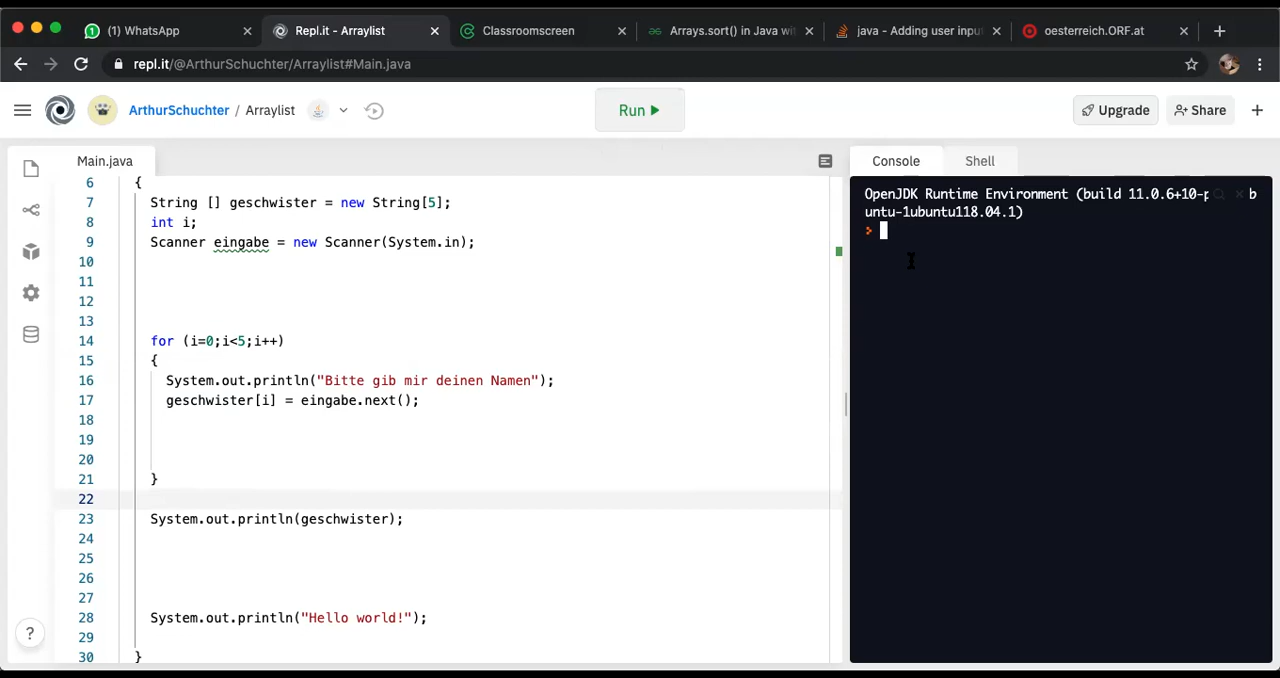 (1) WhatsApp
Repl.it - Arraylist
Classroomscreen
Arrays.sort() in Java wi
java - Adding user inpu
oesterreich.ORF.at
repl.it/@ArthurSchuchter/Arraylist#Main.java
ArthurSchuchter / Arraylist
Run
Upgrade
Share
Main.java
Console
Shell
6 {
7 String [] geschwister = new String[5];
8 int i;
9 Scanner eingabe = new Scanner(System.in);
10
11
12
13
14 for (i=0;i<5;i++)
15 {
16 System.out.println("Bitte gib mir deinen Namen");
17 geschwister[i] = eingabe.next();
18
19
20
21 }
22
23 System.out.println(geschwister);
24
25
26
27
28 System.out.println("Hello world!");
29
30 }
?
OpenJDK Runtime Environment (build 11.0.6+10-p b
untu-1ubuntu118.04.1)
>